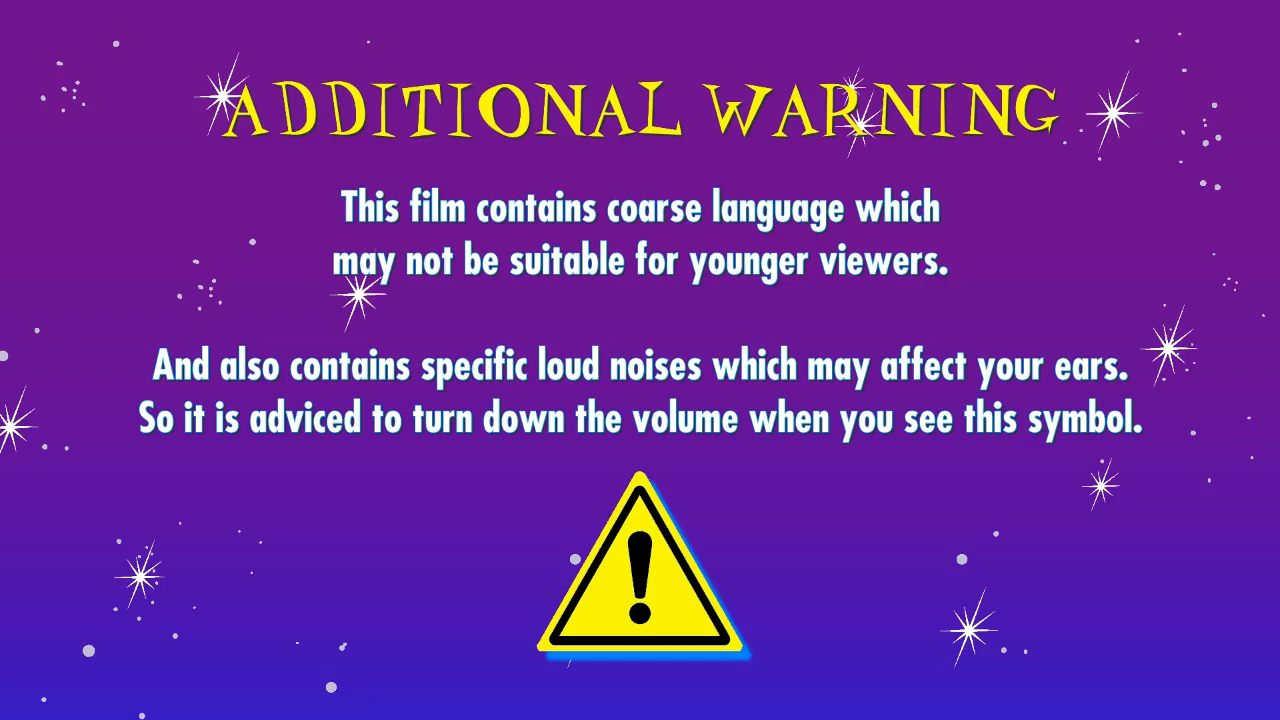 ADDITIONAL WARNING
This film contains coarse language which
may not be suitable for younger viewers.
And also contains specific loud noises which may affect your ears.
So it is adviced to turn down the volume when you see this symbol.
!